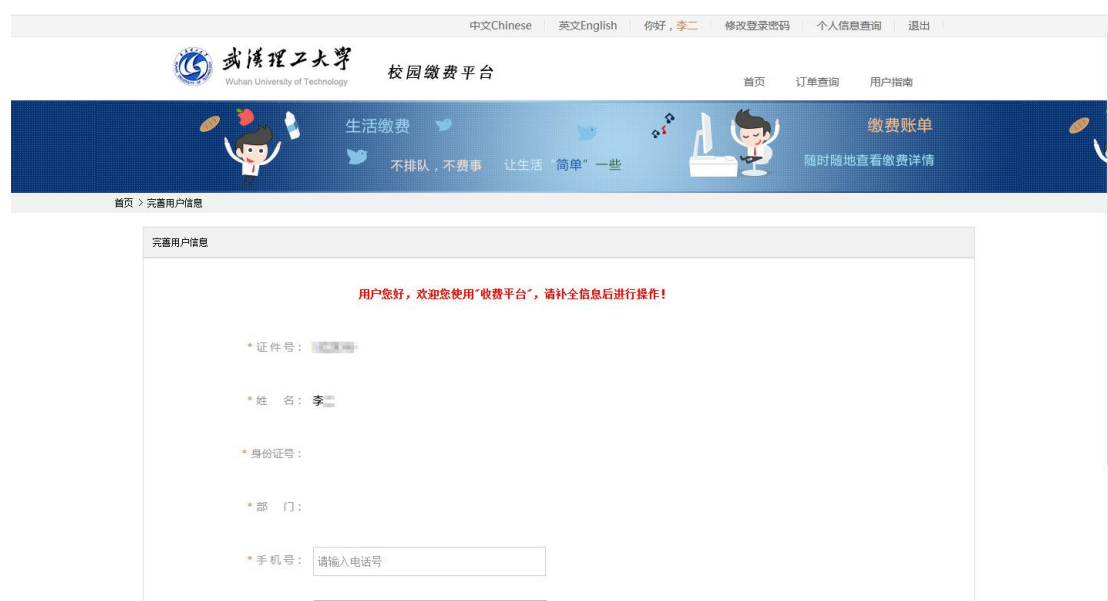 中文Chinese 英文English 你好，李二 修改登录密码 个人信息查询 退出
武汉理工大学
Wuhan University of Technology
校园缴费平台
首页 订单查询 用户指南
生活缴费
不排队，不费事 让生活“简单”一些
缴费账单
随时随地查看缴费详情
首页 > 完善用户信息
完善用户信息
用户您好，欢迎您使用"收费平台"，请补全信息后进行操作！
*证件号：
*姓 名： 李
*身份证号：
*部 门：
*手机号： 请输入电话号